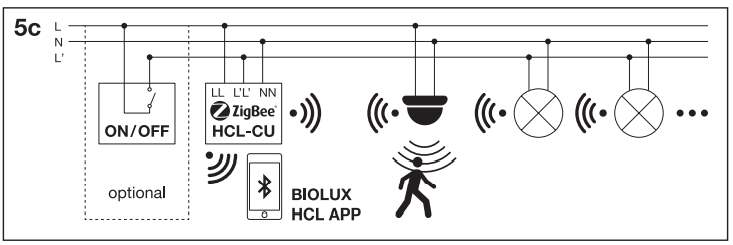 5c
L
N
L'
LL L'L' NN
ZigBee®
ON/OFF
HCL-CU
optional
BIOLUX
HCL APP